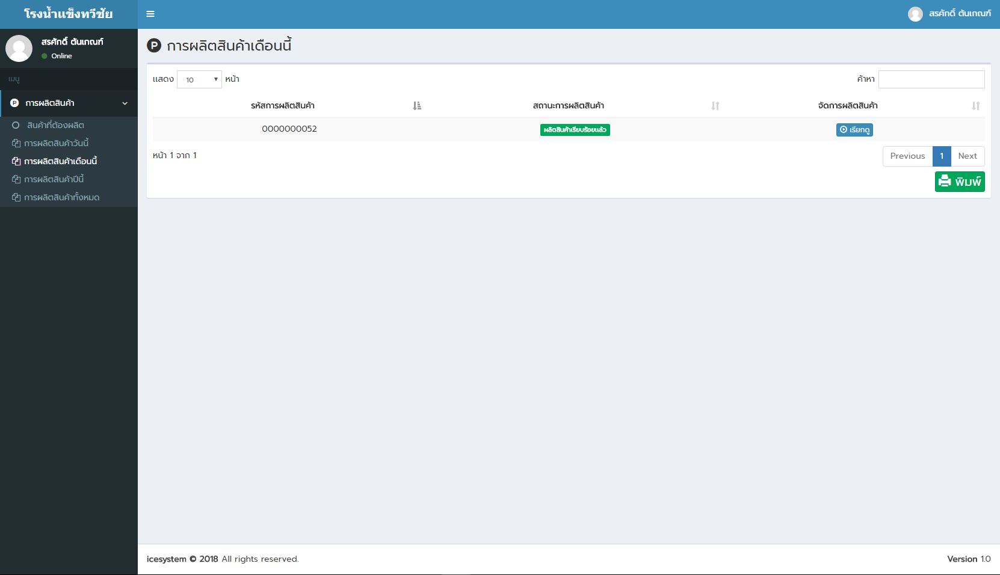 โรงน้ำแข็งทวีชัย
สรศักดิ์ ตันเกณฑ์
สรศักดิ์ ตันเกณฑ์
Online
เมนู
การผลิตสินค้า
สินค้าที่ต้องผลิต
การผลิตสินค้าวันนี้
การผลิตสินค้าเดือนนี้
การผลิตสินค้าปีนี้
การผลิตสินค้าทั้งหมด
การผลิตสินค้าเดือนนี้
แสดง 10 หน้า
ค้าหา
รหัสการผลิตสินค้า สถานะการผลิตสินค้า จัดการผลิตสินค้า
0000000052 ผลิตสินค้าเรียบร้อยแล้ว เรียกดู
หน้า 1 จาก 1
Previous 1 Next
พิมพ์
icesystem © 2018 All rights reserved.
Version 1.0